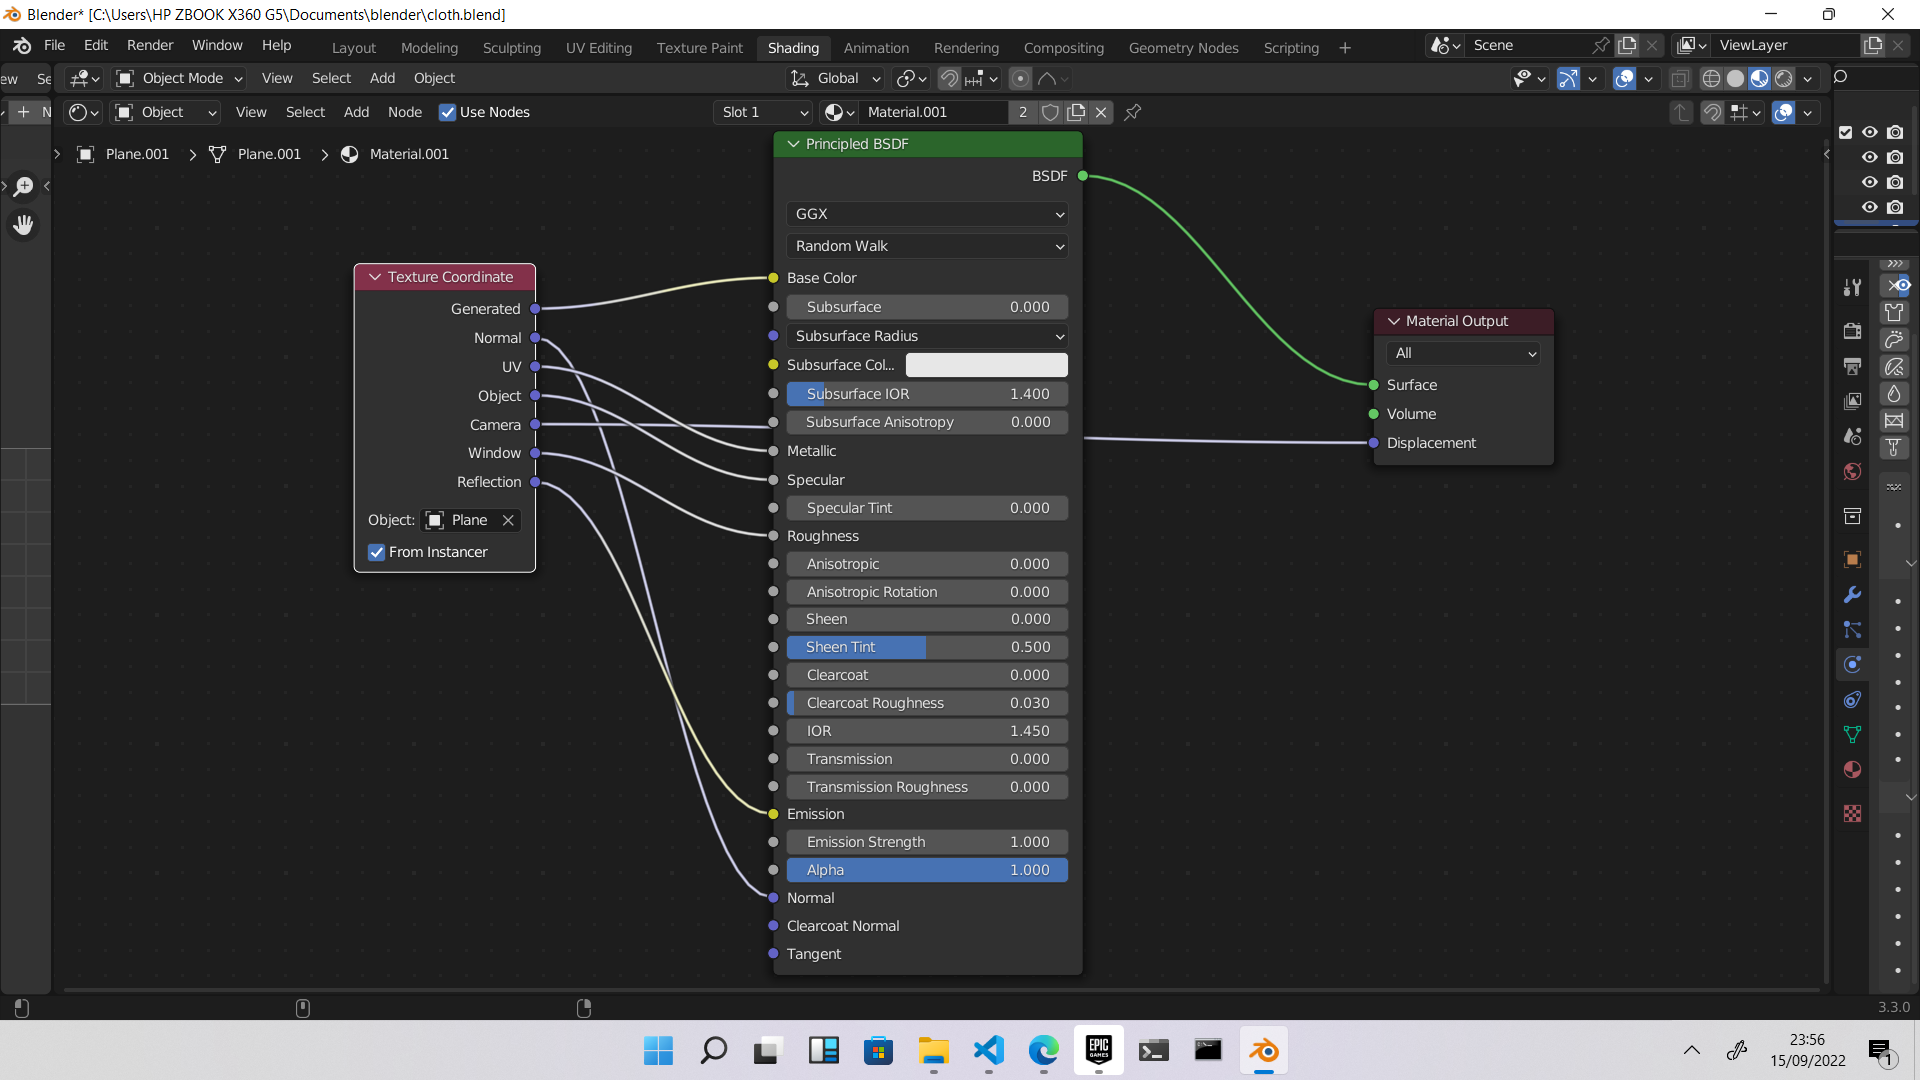 Blender* [C:\Users\HP ZBOOK X360 G5\Documents\blender\cloth.blend]
File Edit Render Window Help Layout Modeling Sculpting UV Editing Texture Paint Shading Animation Rendering Compositing Geometry Nodes Scripting + Scene ViewLayer
ew Se Object Mode View Select Add Object Global
N Object View Select Add Node Use Nodes Slot 1 Material.001 2
Plane.001 > Plane.001 > Material.001
Principled BSDF
BSDF
GGX
Random Walk
Base Color
Subsurface 0.000
Subsurface Radius
Subsurface Col...
Subsurface IOR 1.400
Subsurface Anisotropy 0.000
Metallic
Specular
Specular Tint 0.000
Roughness
Anisotropic 0.000
Anisotropic Rotation 0.000
Sheen 0.000
Sheen Tint 0.500
Clearcoat 0.000
Clearcoat Roughness 0.030
IOR 1.450
Transmission 0.000
Transmission Roughness 0.000
Emission
Emission Strength 1.000
Alpha 1.000
Normal
Clearcoat Normal
Tangent
Texture Coordinate
Generated
Normal
UV
Object
Camera
Window
Reflection
Object: Plane
From Instancer
Material Output
All
Surface
Volume
Displacement
3.3.0
EPIC GAMES
23:56
15/09/2022
1